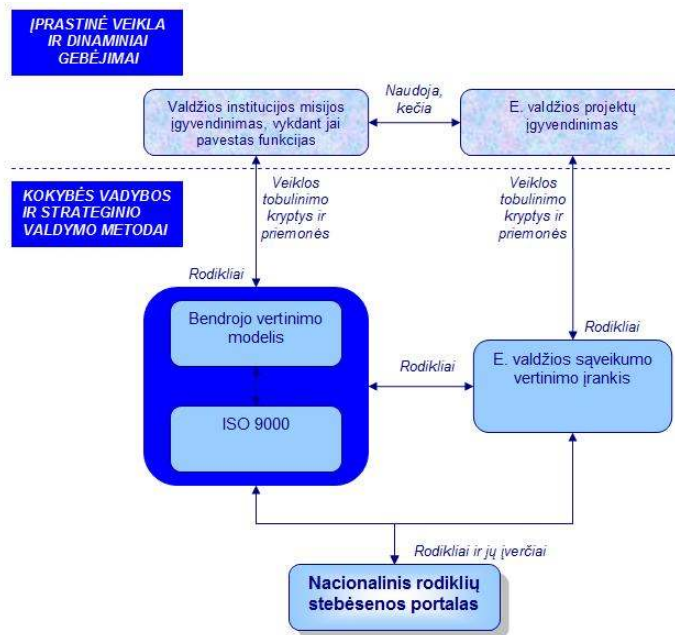 ĮPRASTINĖ VEIKLA
IR DINAMINIAI
GEBĖJIMAI
Valdžios institucijos misijos
įgyvendinimas, vykdant jai
pavestas funkcijas
Naudoja,
kečia
E. valdžios projektų
įgyvendinimas
KOKYBĖS VADYBOS
IR STRATEGINIO
VALDYMO METODAI
Veiklos
tobulinimo
kryptys ir
priemonės
Veiklos
tobulinimo
kryptys ir
priemonės
Rodikliai
Bendrojo vertinimo
modelis
ISO 9000
Rodikliai
Rodikliai
E. valdžios sąveikumo
vertinimo įrankis
Rodikliai ir jų įverčiai
Nacionalinis rodiklių
stebėsenos portalas